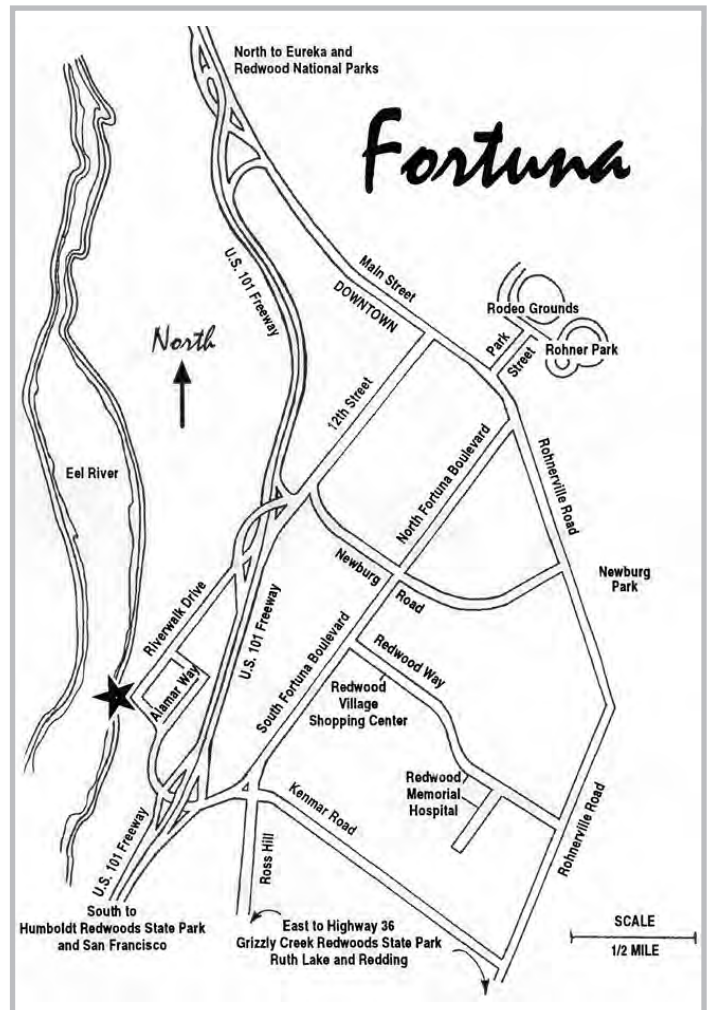 North to Eureka and
Redwood National Parks
Fortuna
U.S. 101 Freeway
Main Street
DOWNTOWN
Rodeo Grounds
Park
Street
Rohner Park
North
12th Street
North Fortuna Boulevard
Rohnerville Road
Eel River
Newburg
Road
Newburg
Park
Riverwalk Drive
U.S. 101 Freeway
Alamar Way
South Fortuna Boulevard
Redwood Way
Redwood
Village
Shopping Center
Redwood
Memorial
Hospital
Kenmar Road
Rohnerville Road
U.S. 101 Freeway
Ross Hill
South to
Humboldt Redwoods State Park
and San Francisco
East to Highway 36
Grizzly Creek Redwoods State Park
Ruth Lake and Redding
SCALE
1/2 MILE